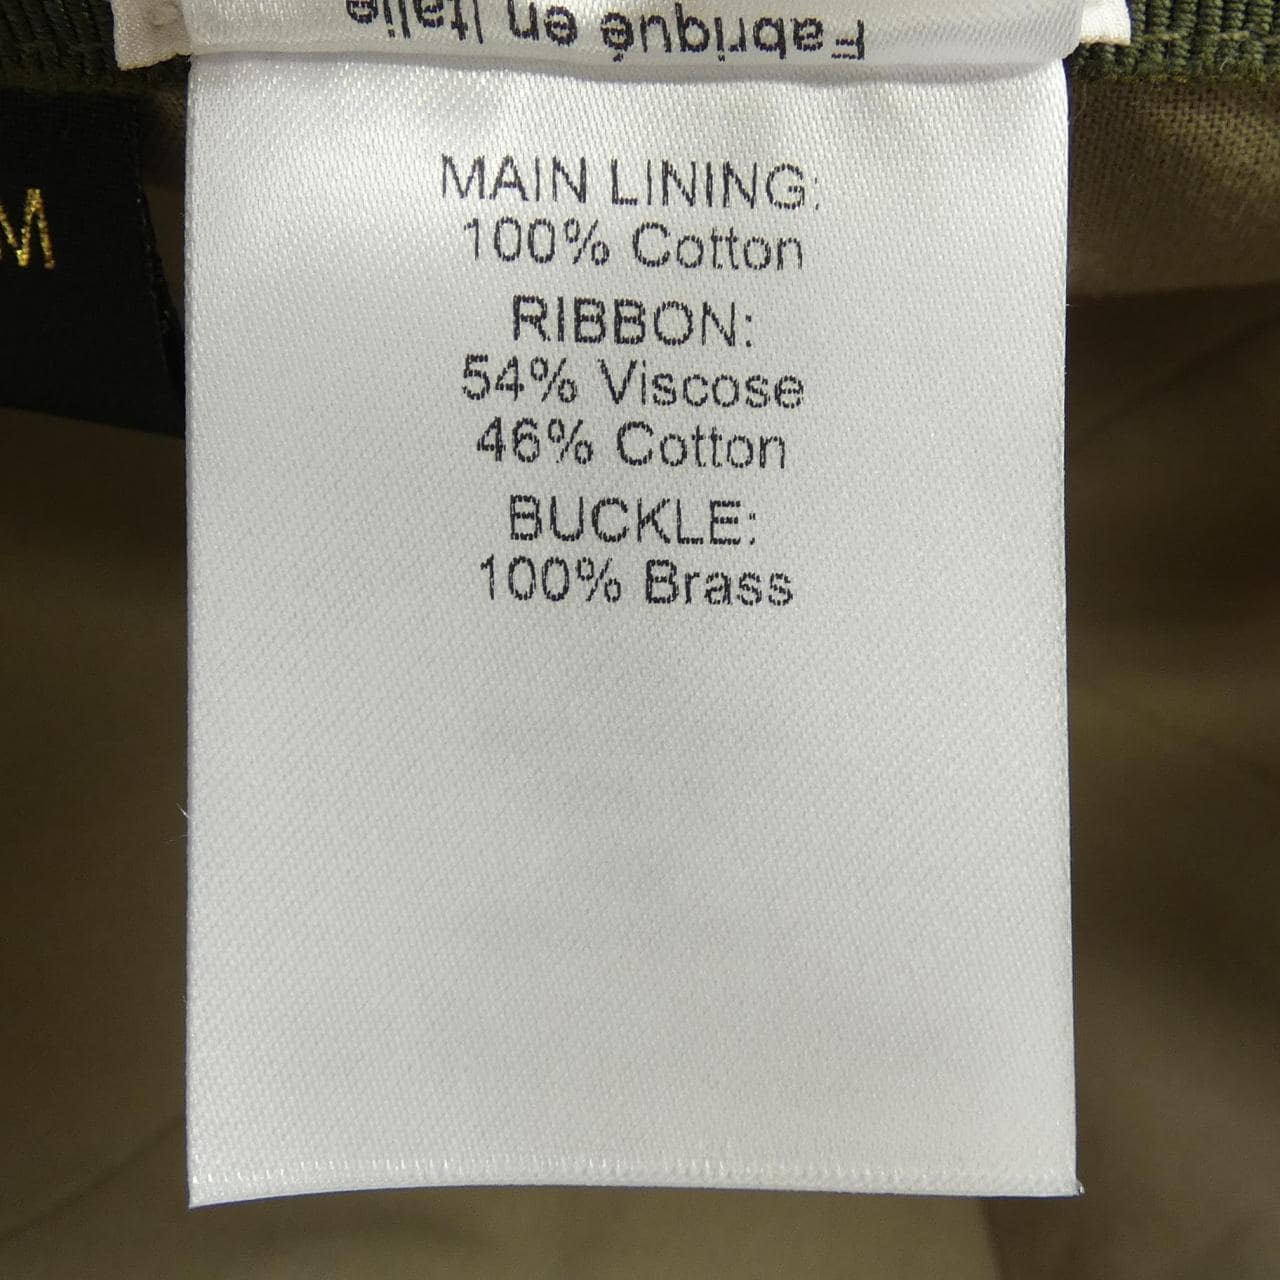 Fabriqué en Italie
M
MAIN LINING:
100% Cotton
RIBBON:
54% Viscose
46% Cotton
BUCKLE:
100% Brass